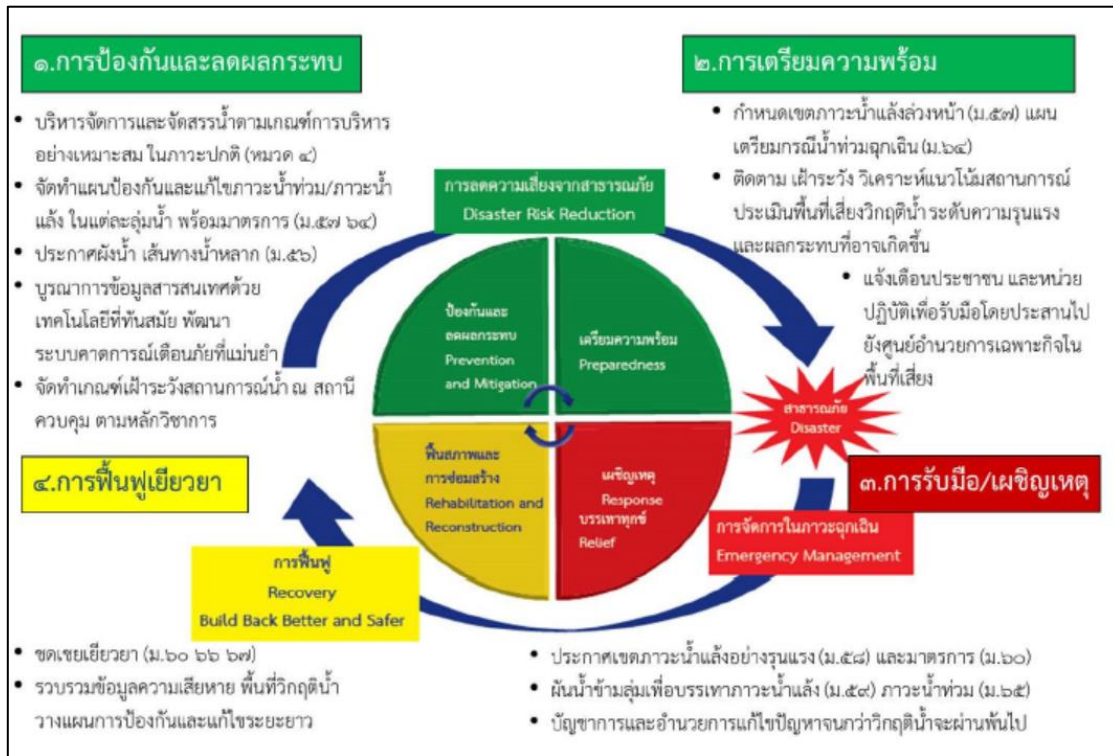 ๑.การป้องกันและลดผลกระทบ
• บริหารจัดการและจัดสรรน้ำตามเกณฑ์การบริหาร
อย่างเหมาะสม ในภาวะปกติ (หมวด ๔)
• จัดทำแผนป้องกันและแก้ไขภาวะน้ำท่วม/ภาวะน้ำ
แล้ง ในแต่ละลุ่มน้ำ พร้อมมาตรการ (ม.๕๗ ๖๔)
• ประกาศผังน้ำ เส้นทางน้ำหลาก (ม.๕๖)
• บูรณาการข้อมูลสารสนเทศด้วย
เทคโนโลยีที่ทันสมัย พัฒนา
ระบบคาดการณ์เตือนภัยที่แม่นยำ
• จัดทำเกณฑ์เฝ้าระวังสถานการณ์น้ำ ณ สถานี
ควบคุม ตามหลักวิชาการ
๒.การเตรียมความพร้อม
• กำหนดเขตภาวะน้ำแล้งล่วงหน้า (ม.๕๗) แผน
เตรียมกรณีน้ำท่วมฉุกเฉิน (ม.๖๔)
• ติดตาม เฝ้าระวัง วิเคราะห์แนวโน้มสถานการณ์
ประเมินพื้นที่เสี่ยงวิกฤติน้ำ ระดับความรุนแรง
และผลกระทบที่อาจเกิดขึ้น
• แจ้งเตือนประชาชน และหน่วย
ปฏิบัติเพื่อรับมือโดยประสานไป
ยังศูนย์อำนวยการเฉพาะกิจใน
พื้นที่เสี่ยง
การลดความเสี่ยงจากสาธารณภัย
Disaster Risk Reduction
ป้องกันและ
ลดผลกระทบ
Prevention
and Mitigation
เตรียมความพร้อม
Preparedness
สาธารณภัย
Disaster
ฟื้นสภาพและ
การซ่อมสร้าง
Rehabilitation and
Reconstruction
เผชิญเหตุ
Response
บรรเทาทุกข์
Relief
๓.การรับมือ/เผชิญเหตุ
การจัดการในภาวะฉุกเฉิน
Emergency Management
• ประกาศเขตภาวะน้ำแล้งอย่างรุนแรง (ม.๕๘) และมาตรการ (ม.๖๐)
• ผันน้ำข้ามลุ่มเพื่อบรรเทาภาวะน้ำแล้ง (ม.๕๙) ภาวะน้ำท่วม (ม.๖๕)
• บัญชาการและอำนวยการแก้ไขปัญหาจนกว่าวิกฤติน้ำจะผ่านพ้นไป
๔.การฟื้นฟูเยียวยา
การฟื้นฟู
Recovery
Build Back Better and Safer
• ชดเชยเยียวยา (ม.๖๐ ๖๖ ๖๗)
• รวบรวมข้อมูลความเสียหาย พื้นที่วิกฤติน้ำ
วางแผนการป้องกันและแก้ไขระยะยาว